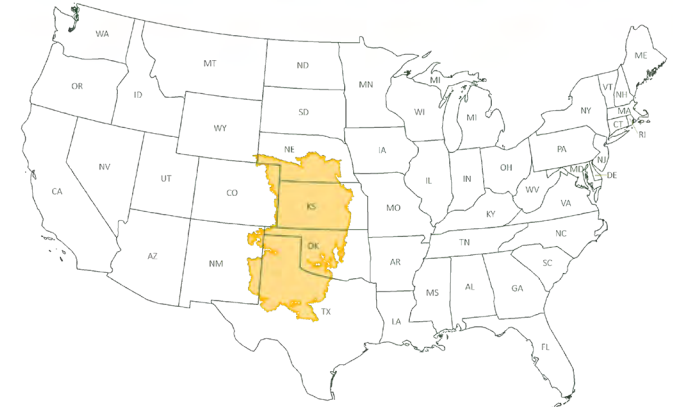 WA
MT
ND
MN
ME
OR
ID
SD
WI
MI
MI
VT
NH
NY
MA
CT
RI
WY
NE
IA
PA
NJ
NV
UT
CO
IL
IN
OH
MD
DE
CA
KS
MO
WV
VA
KY
NC
TN
AZ
NM
OK
AR
SC
MS
AL
GA
TX
LA
FL